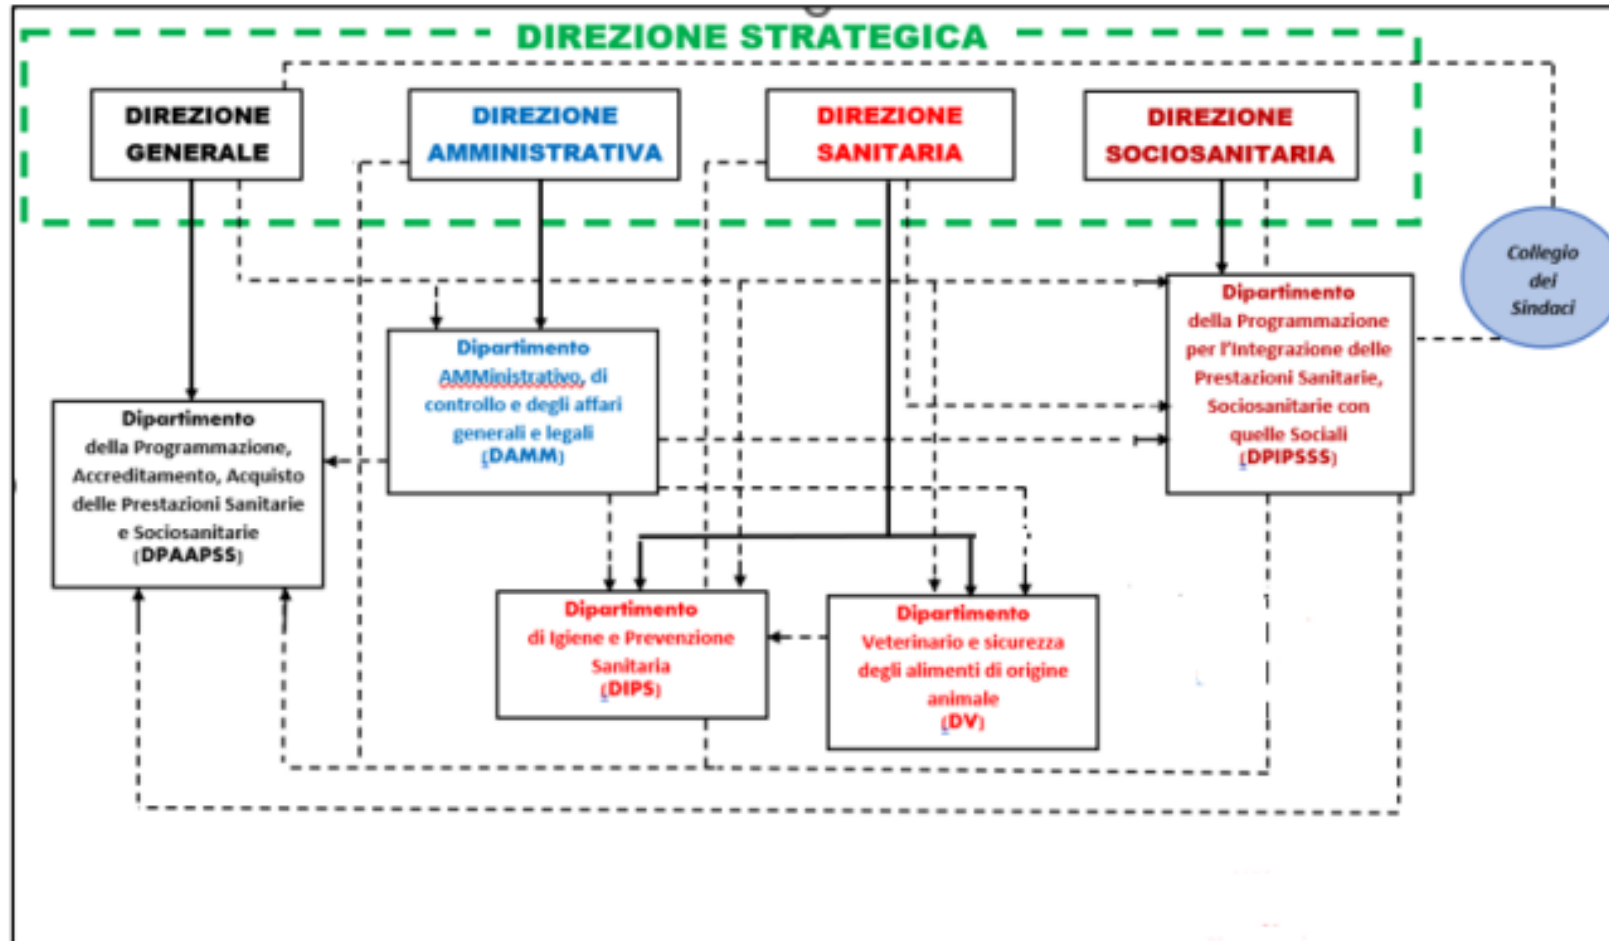 DIREZIONE STRATEGICA
DIREZIONE
GENERALE
DIREZIONE
AMMINISTRATIVA
DIREZIONE
SANITARIA
DIREZIONE
SOCIOSANITARIA
Collegio
dei
Sindaci
Dipartimento
della Programmazione
per l'Integrazione delle
Prestazioni Sanitarie,
Sociosanitarie con
quelle Sociali
(DPIPSSS)
Dipartimento
AMMinistrativo, di
controllo e degli affari
generali e legali
(DAMM)
Dipartimento
della Programmazione,
Accreditamento, Acquisto
delle Prestazioni Sanitarie
e Sociosanitarie
(DPAAPSS)
Dipartimento
di Igiene e Prevenzione
Sanitaria
(DIPS)
Dipartimento
Veterinario e sicurezza
degli alimenti di origine
animale
(DV)